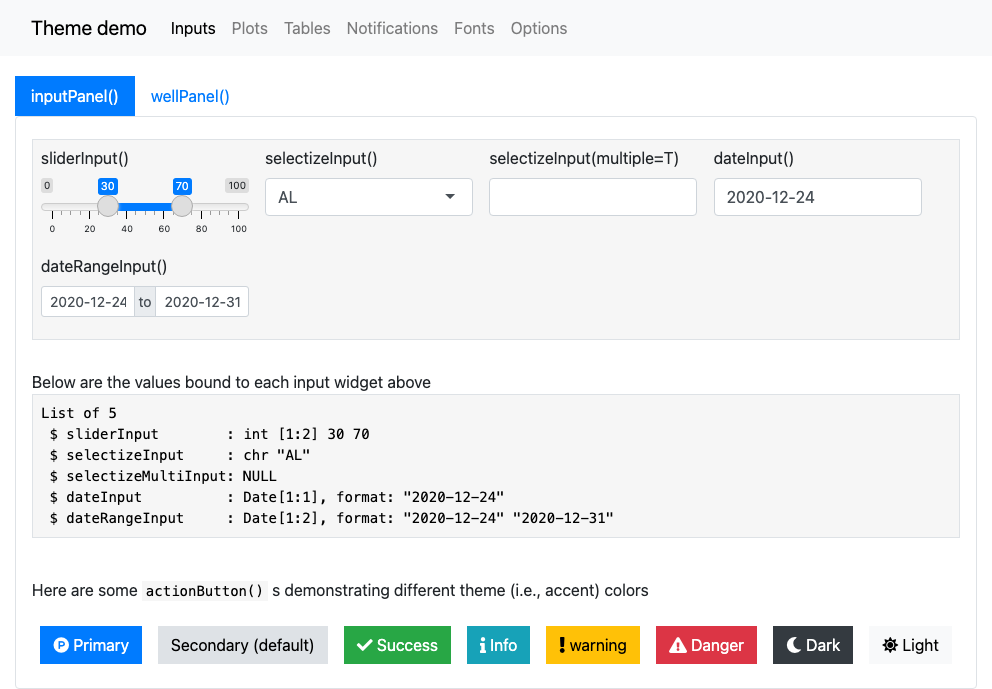 Theme demo Inputs Plots Tables Notifications Fonts Options
inputPanel() wellPanel()
sliderInput() selectizeInput() selectizeInput(multiple=T) dateInput()
0 30 70 100
AL 2020-12-24
0 20 40 60 80 100
dateRangeInput()
2020-12-24 to 2020-12-31
Below are the values bound to each input widget above
List of 5
 $ sliderInput        : int [1:2] 30 70
 $ selectizeInput     : chr "AL"
 $ selectizeMultiInput: NULL
 $ dateInput          : Date[1:1], format: "2020-12-24"
 $ dateRangeInput     : Date[1:2], format: "2020-12-24" "2020-12-31"
Here are some actionButton() s demonstrating different theme (i.e., accent) colors
Primary Secondary (default) Success Info warning Danger Dark Light